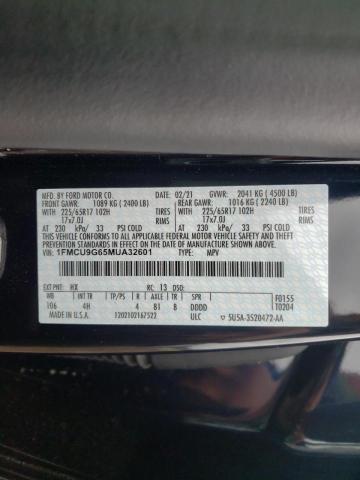 MFD. BY FORD MOTOR CO. DATE: 02/21 GVWR: 2041 KG ( 4500 LB)
FRONT GAWR: 1089 KG ( 2400 LB) REAR GAWR: 1016 KG ( 2240 LB)
WITH 225/65R17 102H TIRES WITH 225/65R17 102H TIRES
17x7.0J RIMS 17x7.0J RIMS
AT 230 kPa/ 33 PSI COLD AT 230 kPa/ 33 PSI COLD
THIS VEHICLE CONFORMS TO ALL APPLICABLE FEDERAL MOTOR VEHICLE SAFETY AND THEFT PREVENTION STANDARDS IN EFFECT ON THE DATE OF MANUFACTURE SHOWN ABOVE.
VIN: 1FMCU9G65MUA32601 TYPE: MPV
EXT PNT: HX RC: 13 DSO:
WB INT TR TP/PS R AXLE TR SPR F0155
106 4H 4 81 8 DDDD T0204
MADE IN U.S.A. 1202102167522 ULC 5U5A-3520472-AA